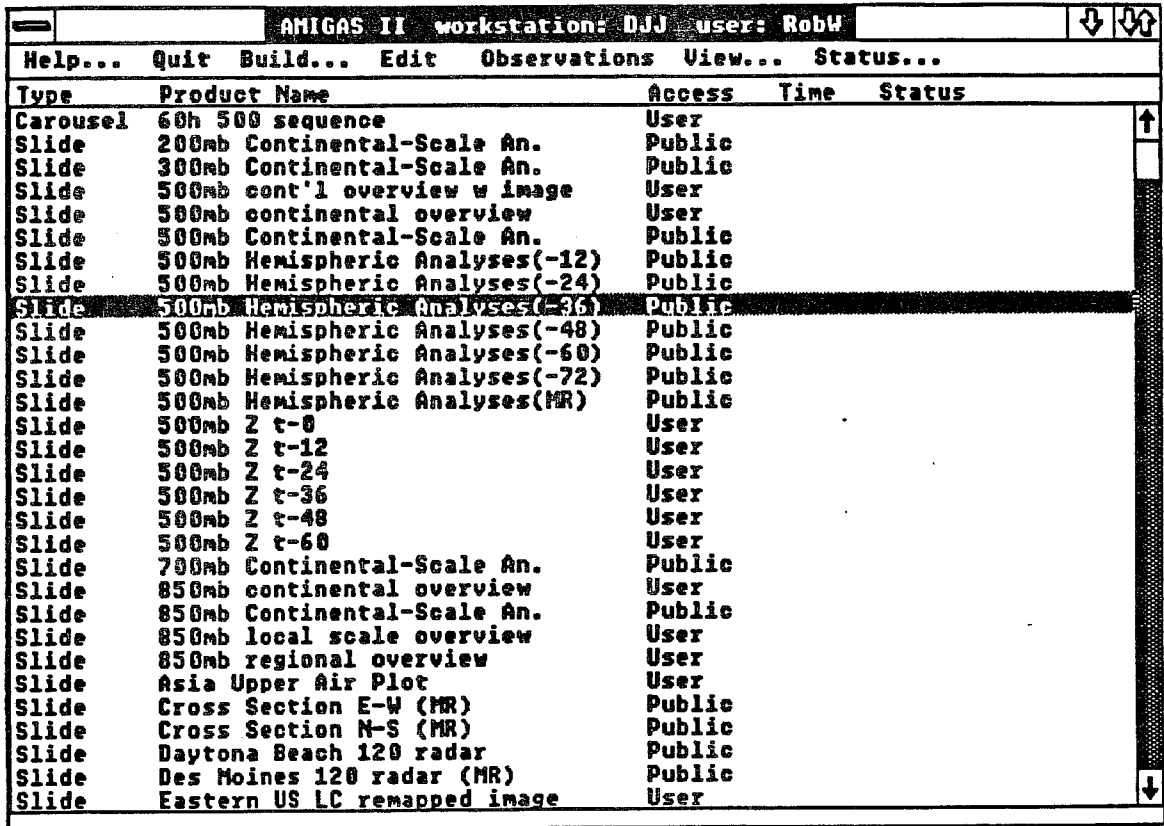 AMIGAS II workstation: DJJ user: RobW
Help... Quit Build... Edit Observations View... Status...
Type Product Name Access Time Status
Carousel 60h 500 sequence User
Slide 200mb Continental-Scale An. Public
Slide 300mb Continental-Scale An. Public
Slide 500mb cont'l overview w image User
Slide 500mb continental overview User
Slide 500mb Continental-Scale An. Public
Slide 500mb Hemispheric Analyses(-12) Public
Slide 500mb Hemispheric Analyses(-24) Public
Slide 500mb Hemispheric Analyses(-36) Public
Slide 500mb Hemispheric Analyses(-48) Public
Slide 500mb Hemispheric Analyses(-60) Public
Slide 500mb Hemispheric Analyses(-72) Public
Slide 500mb Hemispheric Analyses(MR) Public
Slide 500mb Z t-0 User
Slide 500mb Z t-12 User
Slide 500mb Z t-24 User
Slide 500mb Z t-36 User
Slide 500mb Z t-48 User
Slide 500mb Z t-60 User
Slide 700mb Continental-Scale An. Public
Slide 850mb continental overview User
Slide 850mb Continental-Scale An. Public
Slide 850mb local scale overview User
Slide 850mb regional overview User
Slide Asia Upper Air Plot User
Slide Cross Section E-W (MR) Public
Slide Cross Section N-S (MR) Public
Slide Daytona Beach 120 radar Public
Slide Des Moines 120 radar (MR) Public
Slide Eastern US LC remapped image User